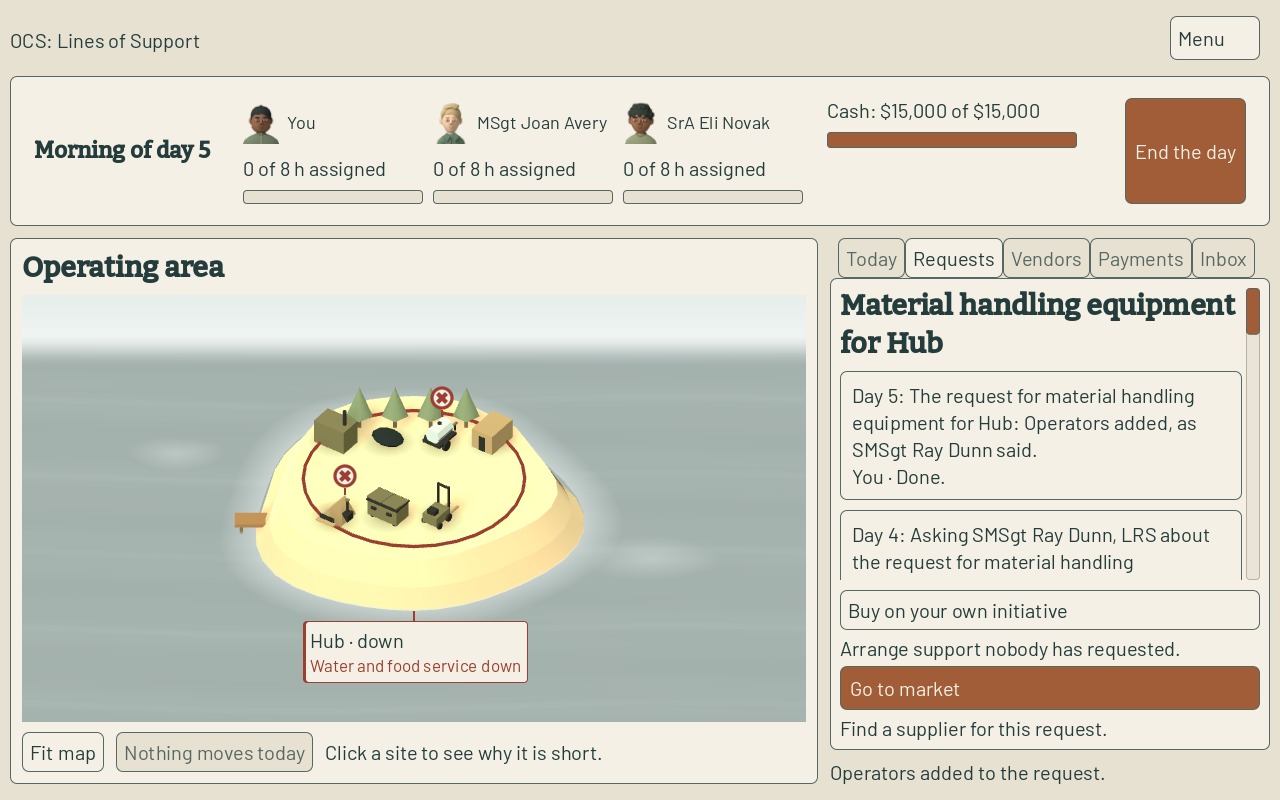 OCS: Lines of Support
Menu
Morning of day 5
You
0 of 8 h assigned
MSgt Joan Avery
0 of 8 h assigned
SrA Eli Novak
0 of 8 h assigned
Cash: $15,000 of $15,000
End the day
Operating area
Hub · down
Water and food service down
Fit map
Nothing moves today
Click a site to see why it is short.
Today
Requests
Vendors
Payments
Inbox
Material handling equipment
for Hub
Day 5: The request for material handling
equipment for Hub: Operators added, as
SMSgt Ray Dunn said.
You · Done.
Day 4: Asking SMSgt Ray Dunn, LRS about
the request for material handling
Buy on your own initiative
Arrange support nobody has requested.
Go to market
Find a supplier for this request.
Operators added to the request.